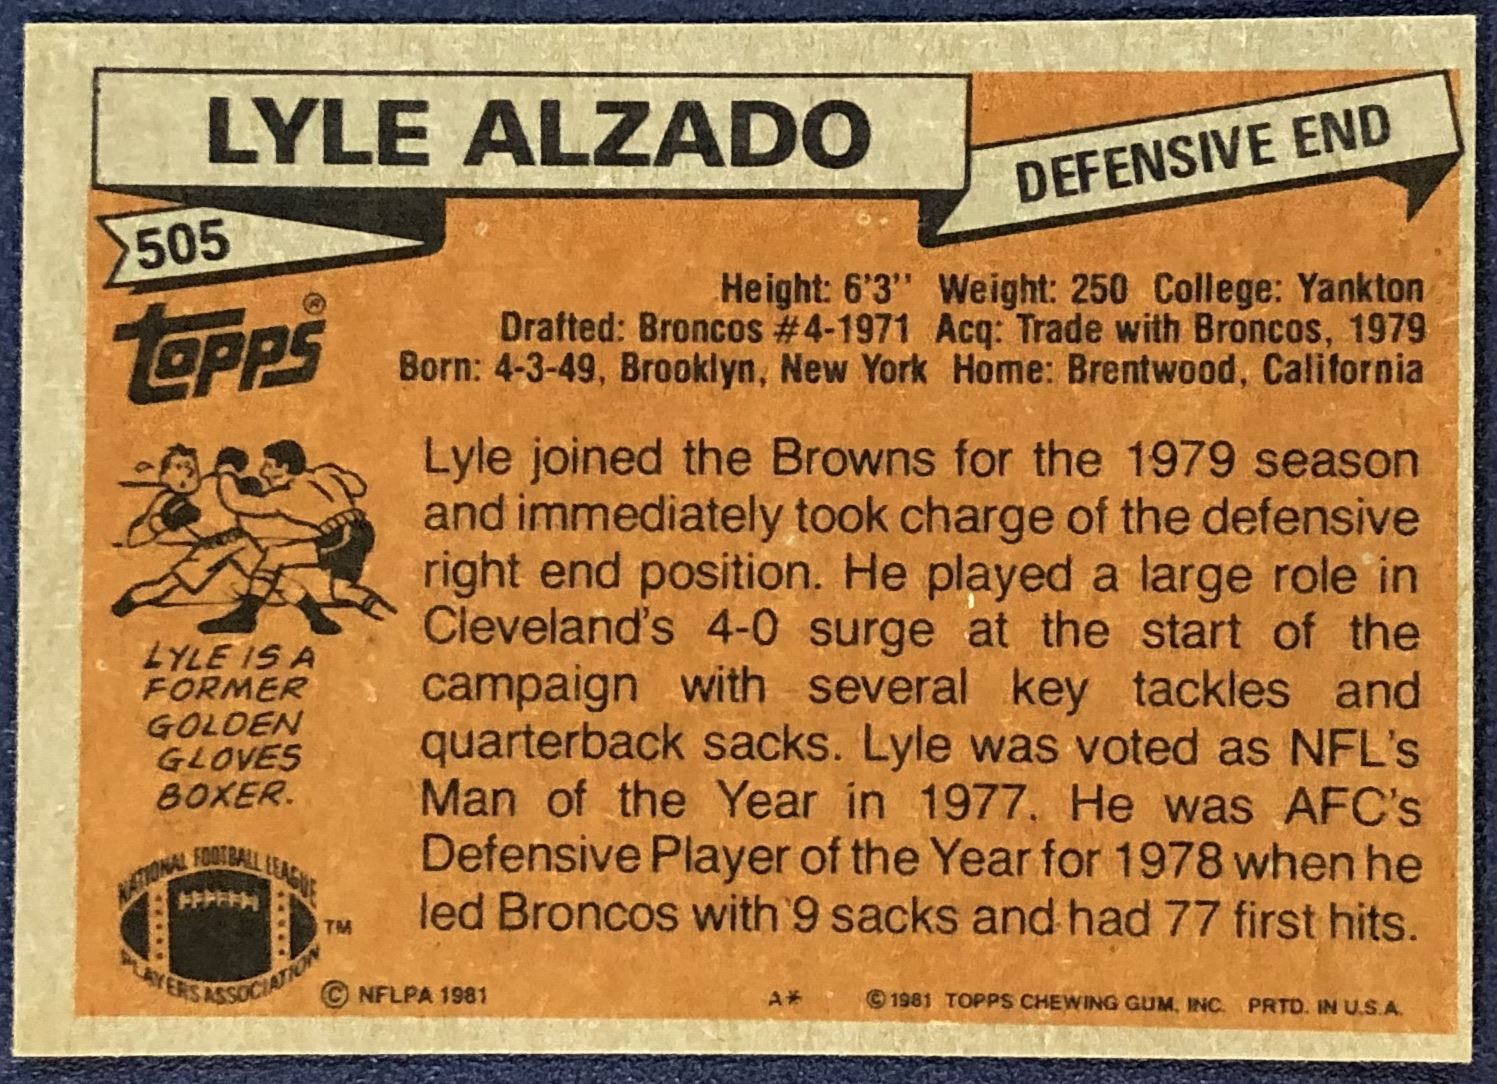 LYLE ALZADO
DEFENSIVE END
505
TOPPS®
Height: 6'3'' Weight: 250 College: Yankton
Drafted: Broncos #4-1971 Acq: Trade with Broncos, 1979
Born: 4-3-49, Brooklyn, New York Home: Brentwood, California
Lyle joined the Browns for the 1979 season
and immediately took charge of the defensive
right end position. He played a large role in
Cleveland's 4-0 surge at the start of the
campaign with several key tackles and
quarterback sacks. Lyle was voted as NFL's
Man of the Year in 1977. He was AFC's
Defensive Player of the Year for 1978 when he
led Broncos with 9 sacks and had 77 first hits.
LYLE IS A
FORMER
GOLDEN
GLOVES
BOXER.
NATIONAL FOOTBALL LEAGUE
PLAYERS ASSOCIATION
TM
© NFLPA 1981
A*
©1981 TOPPS CHEWING GUM, INC. PRTD. IN U.S.A.